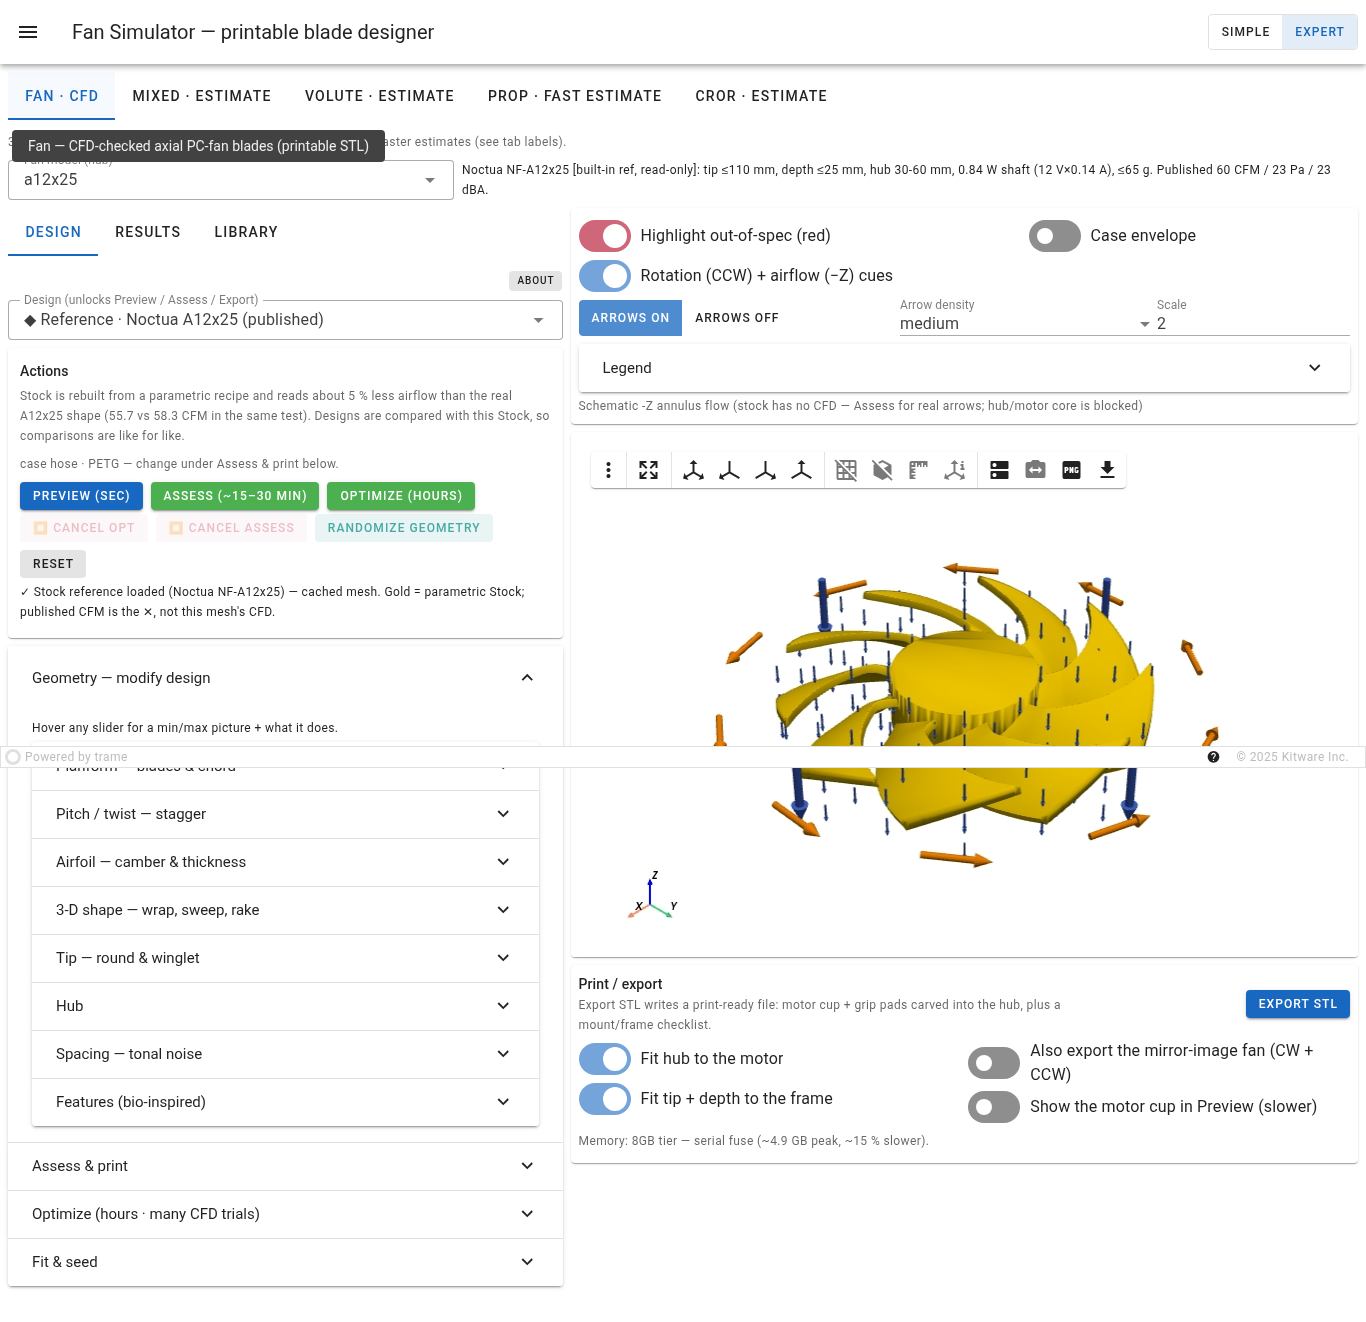 Fan Simulator — printable blade designer
SIMPLE
EXPERT
FAN · CFD
MIXED · ESTIMATE
VOLUTE · ESTIMATE
PROP · FAST ESTIMATE
CROR · ESTIMATE
Fan — CFD-checked axial PC-fan blades (printable STL)
aster estimates (see tab labels).
a12x25
Noctua NF-A12x25 [built-in ref, read-only]: tip ≤110 mm, depth ≤25 mm, hub 30-60 mm, 0.84 W shaft (12 V×0.14 A), ≤65 g. Published 60 CFM / 23 Pa / 23
dBA.
DESIGN
RESULTS
LIBRARY
ABOUT
Design (unlocks Preview / Assess / Export)
◆ Reference · Noctua A12x25 (published)
Actions
Stock is rebuilt from a parametric recipe and reads about 5 % less airflow than the real
A12x25 shape (55.7 vs 58.3 CFM in the same test). Designs are compared with this Stock, so
comparisons are like for like.
case hose · PETG — change under Assess & print below.
PREVIEW (SEC)
ASSESS (~15–30 MIN)
OPTIMIZE (HOURS)
CANCEL OPT
CANCEL ASSESS
RANDOMIZE GEOMETRY
RESET
✓ Stock reference loaded (Noctua NF-A12x25) — cached mesh. Gold = parametric Stock;
published CFM is the ✕, not this mesh's CFD.
Geometry — modify design
Hover any slider for a min/max picture + what it does.
Powered by trame
© 2025 Kitware Inc.
Pitch / twist — stagger
Airfoil — camber & thickness
3-D shape — wrap, sweep, rake
Tip — round & winglet
Hub
Spacing — tonal noise
Features (bio-inspired)
Assess & print
Optimize (hours · many CFD trials)
Fit & seed
Highlight out-of-spec (red)
Case envelope
Rotation (CCW) + airflow (−Z) cues
ARROWS ON
ARROWS OFF
Arrow density
medium
Scale
2
Legend
Schematic -Z annulus flow (stock has no CFD — Assess for real arrows; hub/motor core is blocked)
PNG
Z
X
Y
Print / export
Export STL writes a print-ready file: motor cup + grip pads carved into the hub, plus a
mount/frame checklist.
EXPORT STL
Fit hub to the motor
Also export the mirror-image fan (CW +
CCW)
Fit tip + depth to the frame
Show the motor cup in Preview (slower)
Memory: 8GB tier — serial fuse (~4.9 GB peak, ~15 % slower).